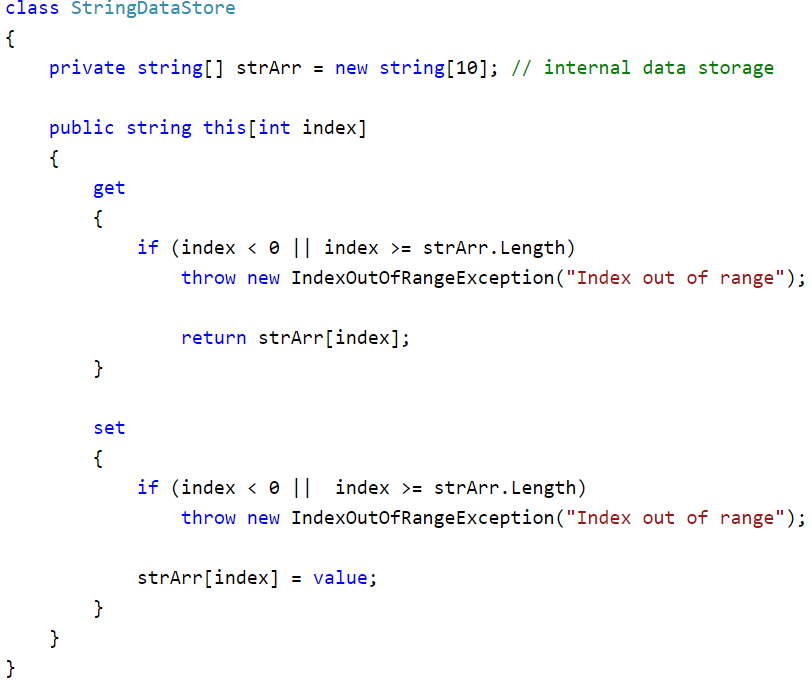 class StringDataStore
{
    private string[] strArr = new string[10]; // internal data storage

    public string this[int index]
    {
        get
        {
            if (index < 0 || index >= strArr.Length)
                throw new IndexOutOfRangeException("Index out of range");

                return strArr[index];
        }

        set
        {
            if (index < 0 ||  index >= strArr.Length)
                throw new IndexOutOfRangeException("Index out of range");

            strArr[index] = value;
        }
    }
}